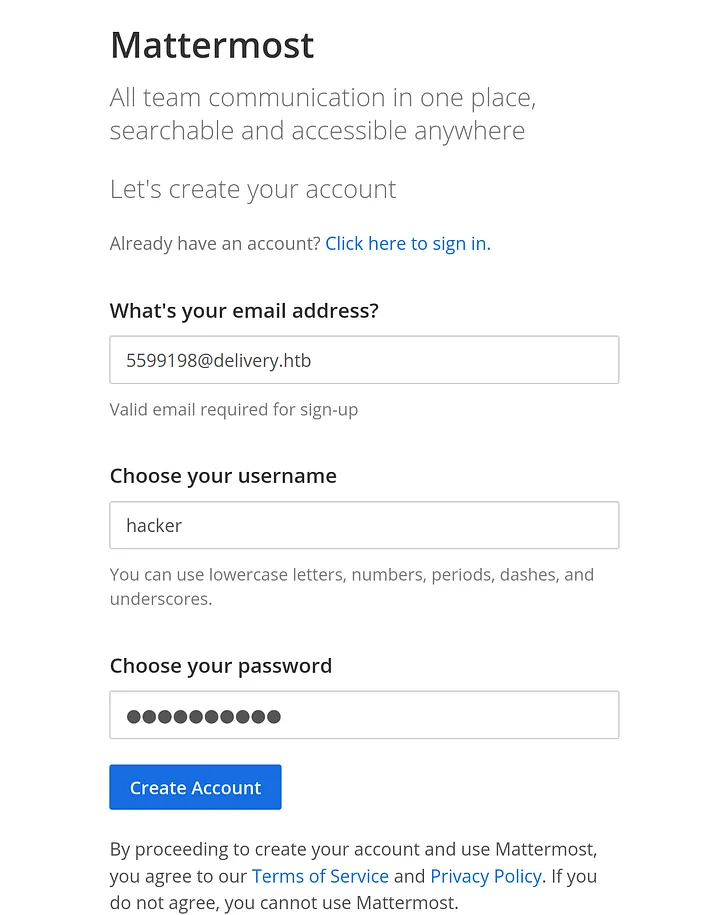 Mattermost
All team communication in one place,
searchable and accessible anywhere
Let's create your account
Already have an account? Click here to sign in.
What's your email address?
5599198@delivery.htb
Valid email required for sign-up
Choose your username
hacker
You can use lowercase letters, numbers, periods, dashes, and
underscores.
Choose your password
●●●●●●●●●●
Create Account
By proceeding to create your account and use Mattermost,
you agree to our Terms of Service and Privacy Policy. If you
do not agree, you cannot use Mattermost.